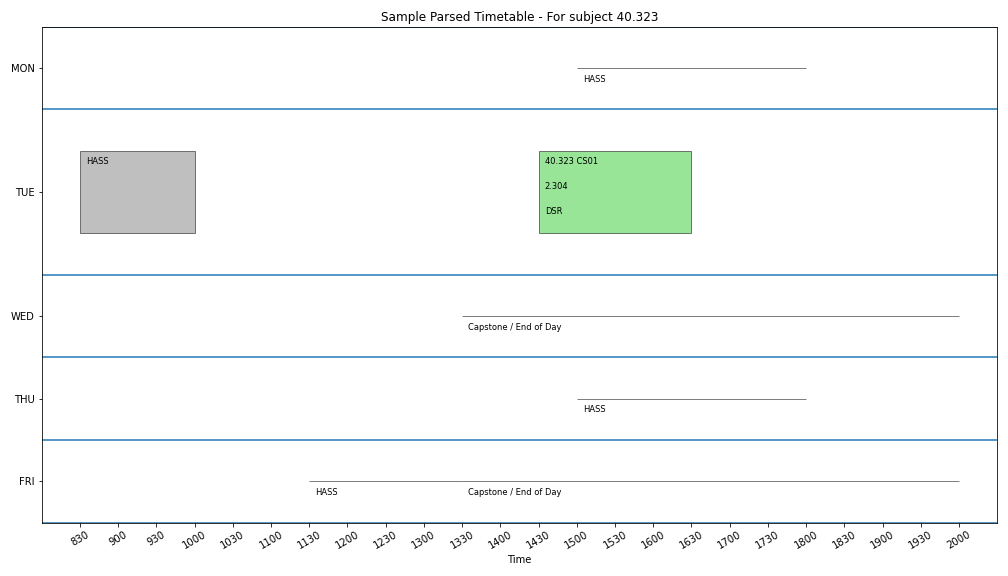 Sample Parsed Timetable - For subject 40.323
MON
HASS
TUE
HASS
40.323 CS01
2.304
DSR
WED
Capstone / End of Day
THU
HASS
FRI
HASS
Capstone / End of Day
830 900 930 1000 1030 1100 1130 1200 1230 1300 1330 1400 1430 1500 1530 1600 1630 1700 1730 1800 1830 1900 1930 2000
Time